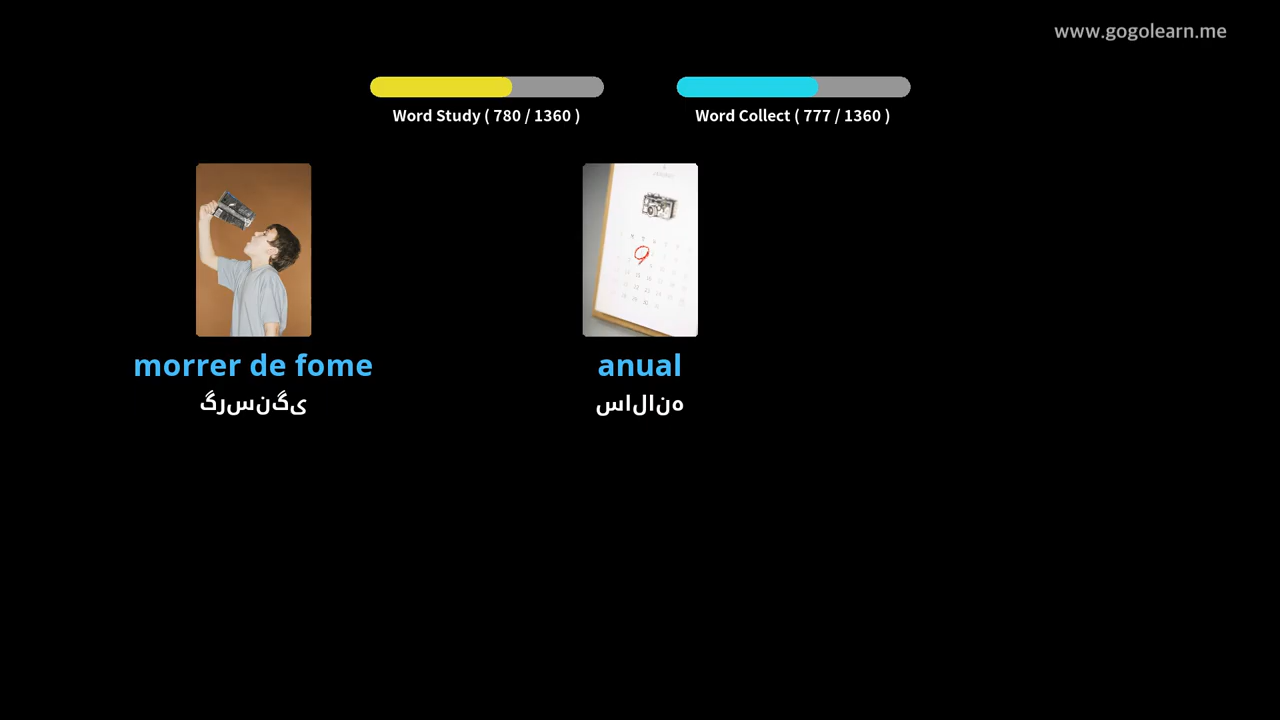 www.gogolearn.me
Word Study ( 780 / 1360 )
Word Collect ( 777 / 1360 )
morrer de fome
گرسنگی
anual
سالانه